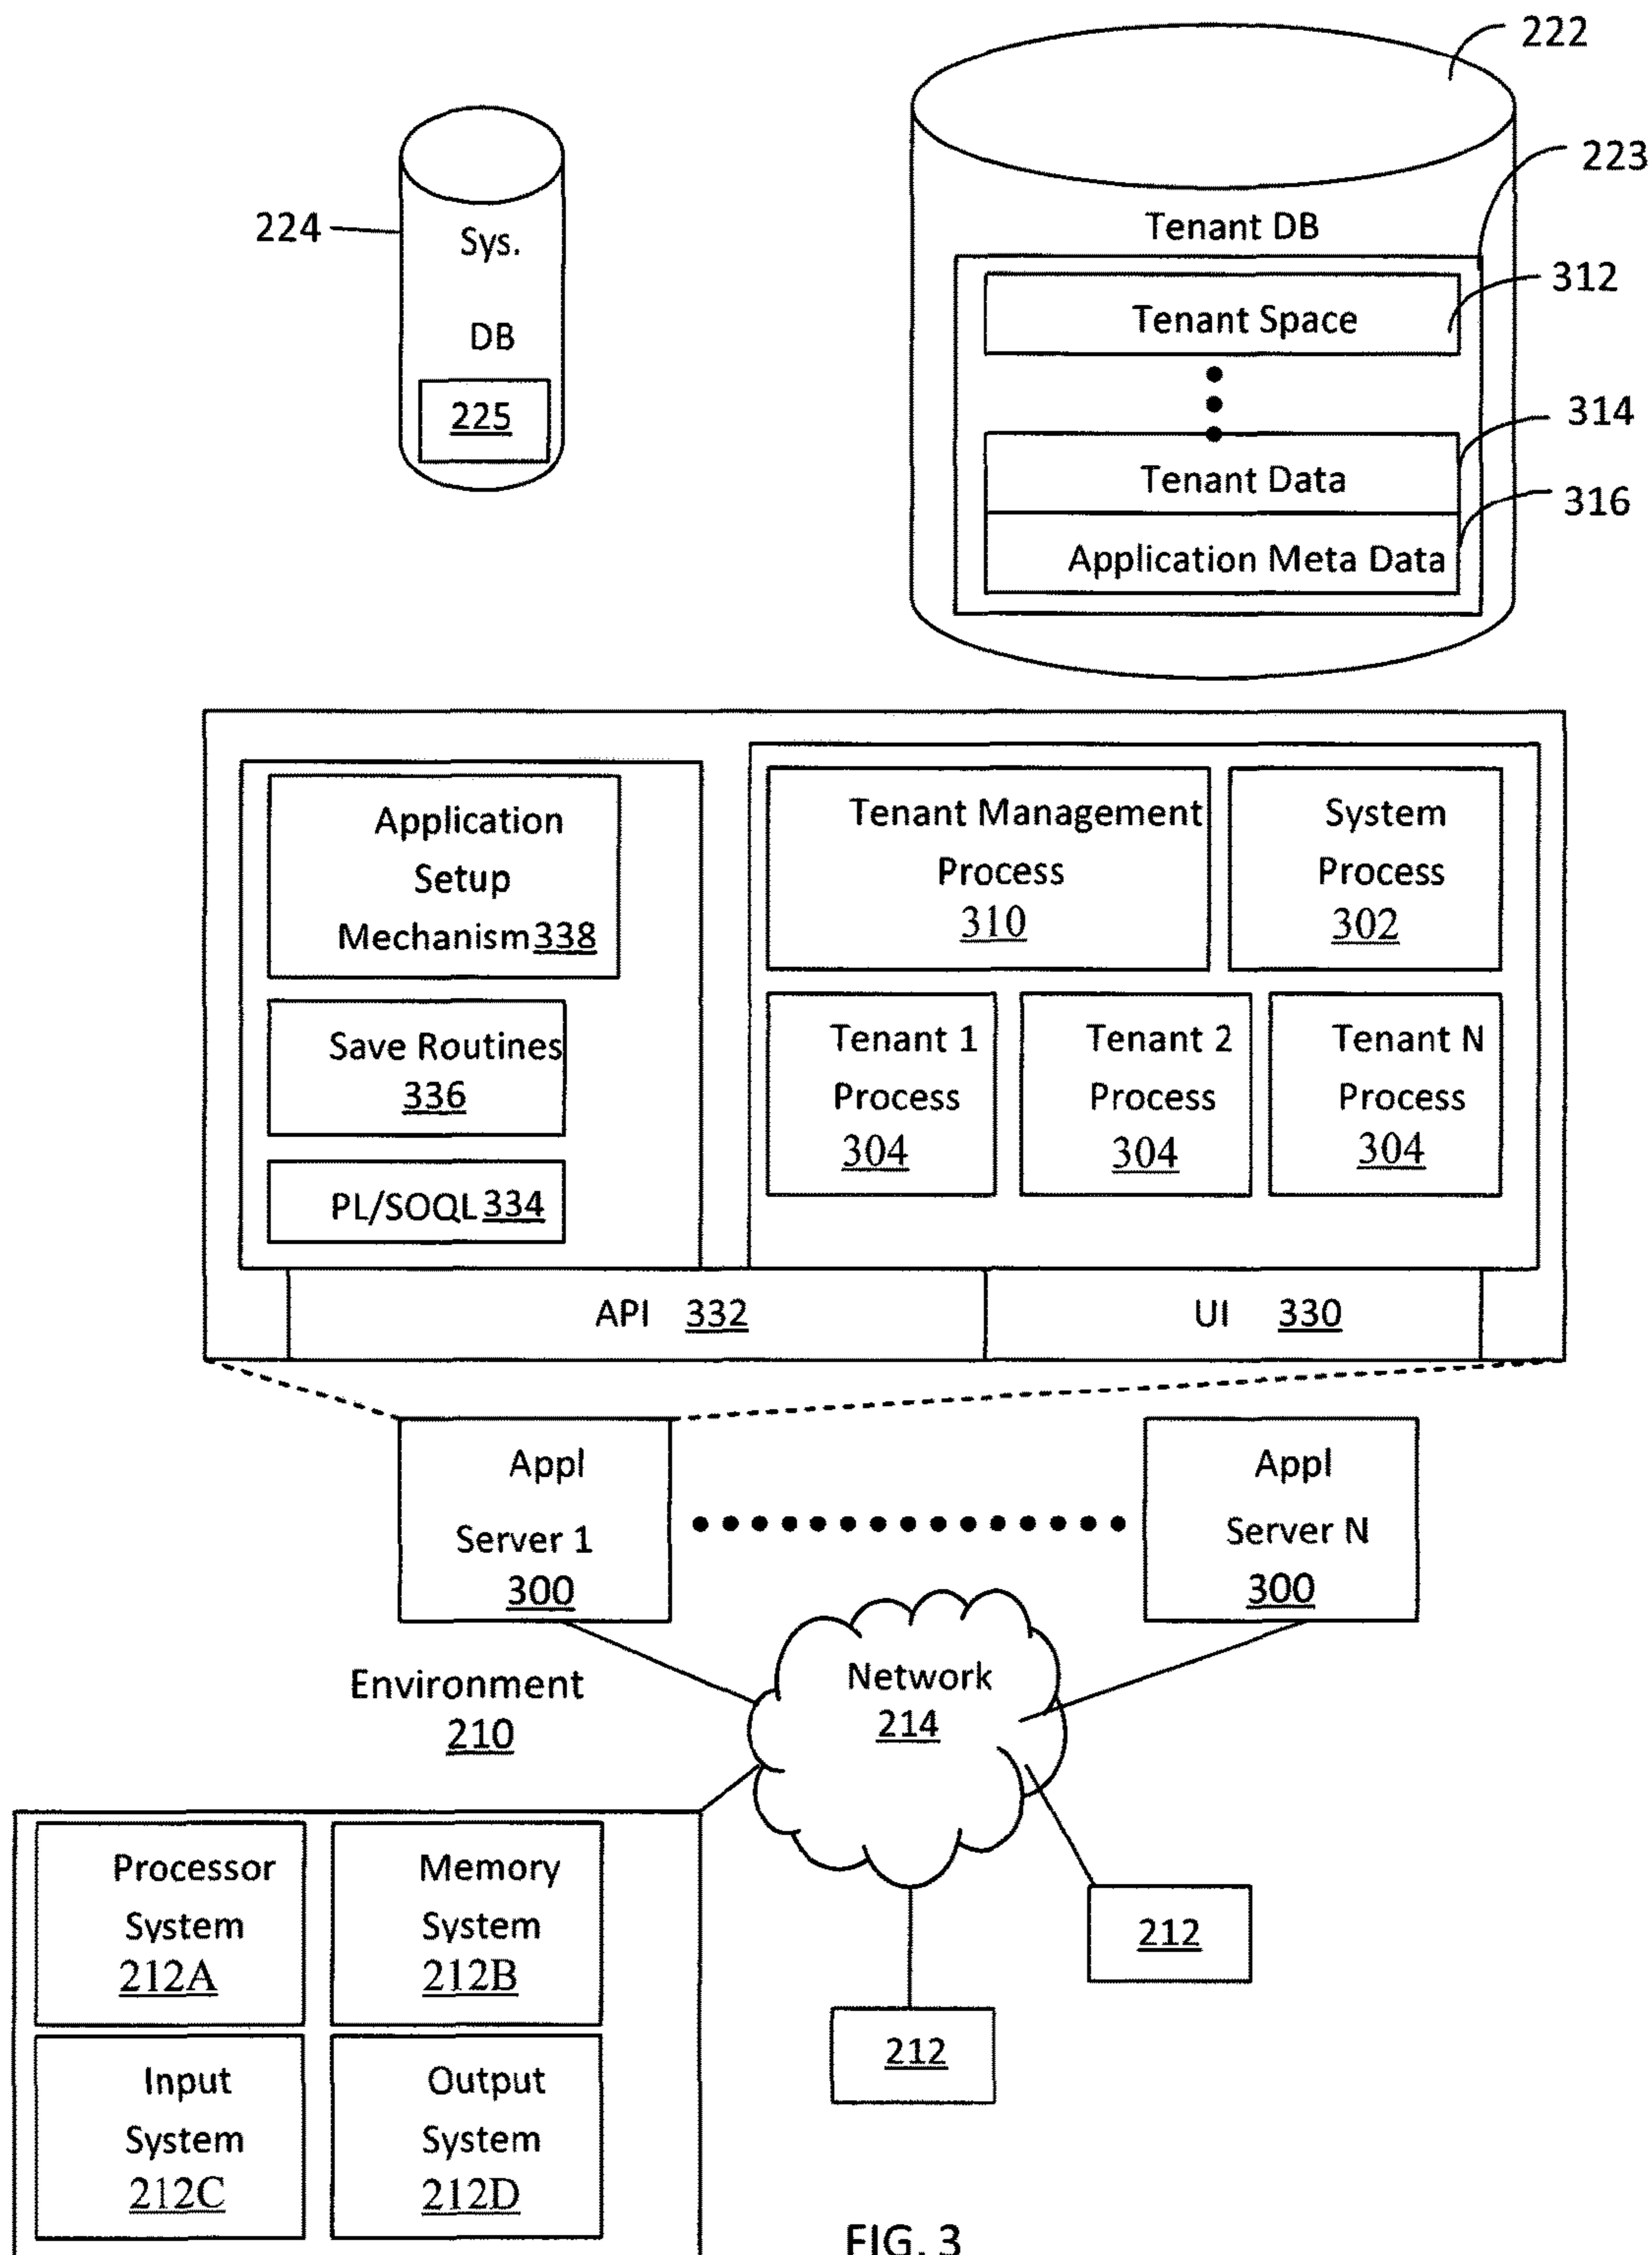 222
223
224
Sys.
DB
225
Tenant DB
Tenant Space
312
314
Tenant Data
316
Application Meta Data
Application
Setup
Mechanism 338
Save Routines
336
PL/SOQL 334
Tenant Management
Process
310
System
Process
302
Tenant 1
Process
304
Tenant 2
Process
304
Tenant N
Process
304
API 332
UI 330
Appl
Server 1
300
Appl
Server N
300
Environment
210
Network
214
Processor
System
212A
Memory
System
212B
Input
System
212C
Output
System
212D
212
212
FIG. 3